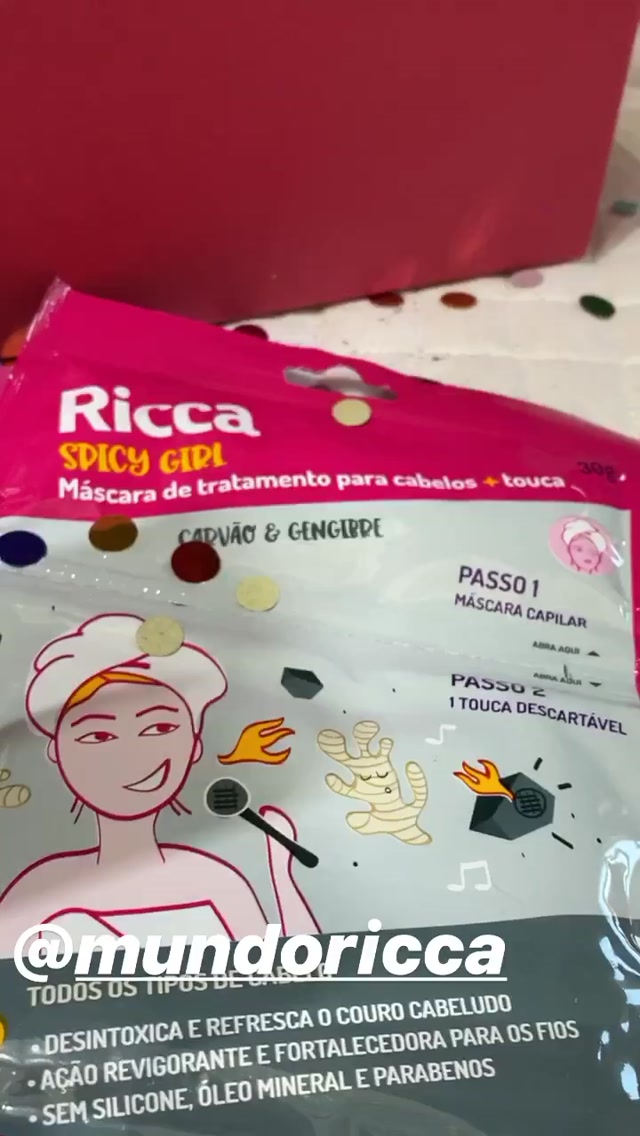 Ricca
SPICY GIRL
Máscara de tratamento para cabelos + touca
30g
CARVÃO & GENGIBRE
PASSO 1
MÁSCARA CAPILAR
ABRA AQUI
ABRA AQUI
PASSO 2
1 TOUCA DESCARTÁVEL
@mundoricca
TODOS OS TIPOS DE CABELO
• DESINTOXICA E REFRESCA O COURO CABELUDO
• AÇÃO REVIGORANTE E FORTALECEDORA PARA OS FIOS
• SEM SILICONE, ÓLEO MINERAL E PARABENOS